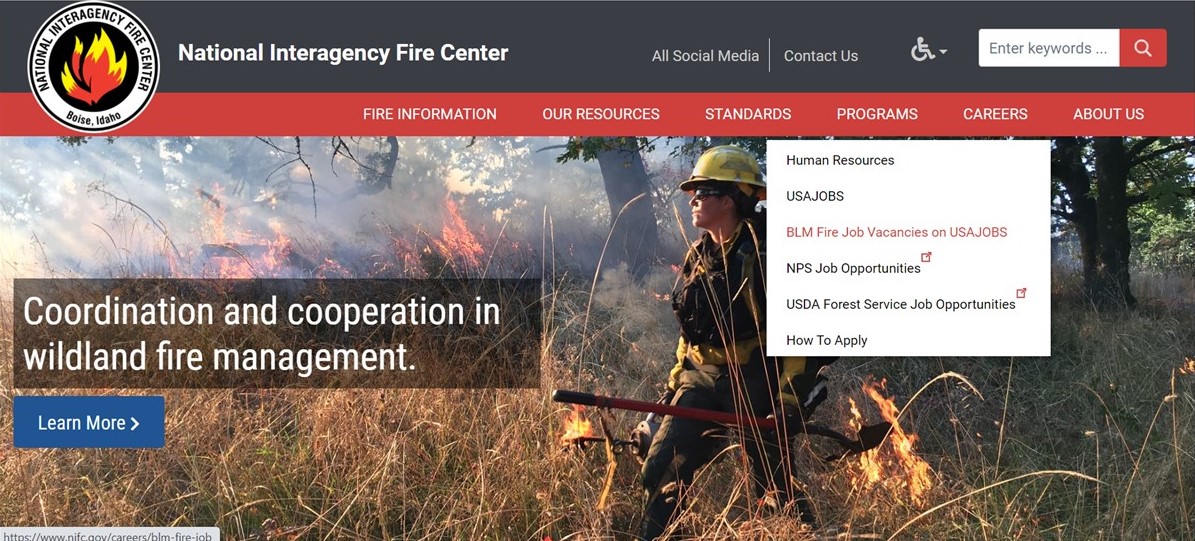 NATIONAL INTERAGENCY FIRE CENTER
Boise, Idaho
National Interagency Fire Center
All Social Media
Contact Us
Enter keywords ...
FIRE INFORMATION
OUR RESOURCES
STANDARDS
PROGRAMS
CAREERS
ABOUT US
Human Resources
USAJOBS
BLM Fire Job Vacancies on USAJOBS
NPS Job Opportunities
USDA Forest Service Job Opportunities
How To Apply
Coordination and cooperation in
wildland fire management.
Learn More
https://www.nifc.gov/careers/blm-fire-job